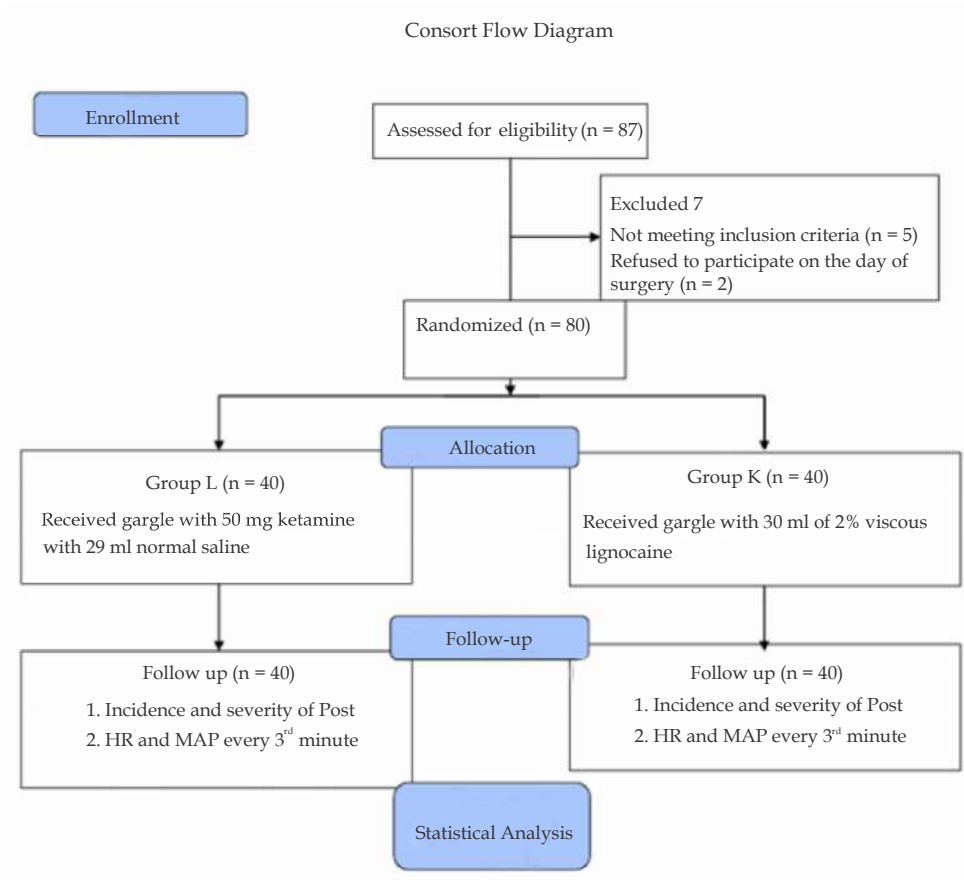 Consort Flow Diagram
Enrollment
Assessed for eligibility (n = 87)
Excluded 7
Not meeting inclusion criteria (n = 5)
Refused to participate on the day of
surgery (n = 2)
Randomized (n = 80)
Allocation
Group L (n = 40)
Received gargle with 50 mg ketamine
with 29 ml normal saline
Group K (n = 40)
Received gargle with 30 ml of 2% viscous
lignocaine
Follow-up
Follow up (n = 40)
1. Incidence and severity of Post
2. HR and MAP every 3rd minute
Follow up (n = 40)
1. Incidence and severity of Post
2. HR and MAP every 3rd minute
Statistical Analysis